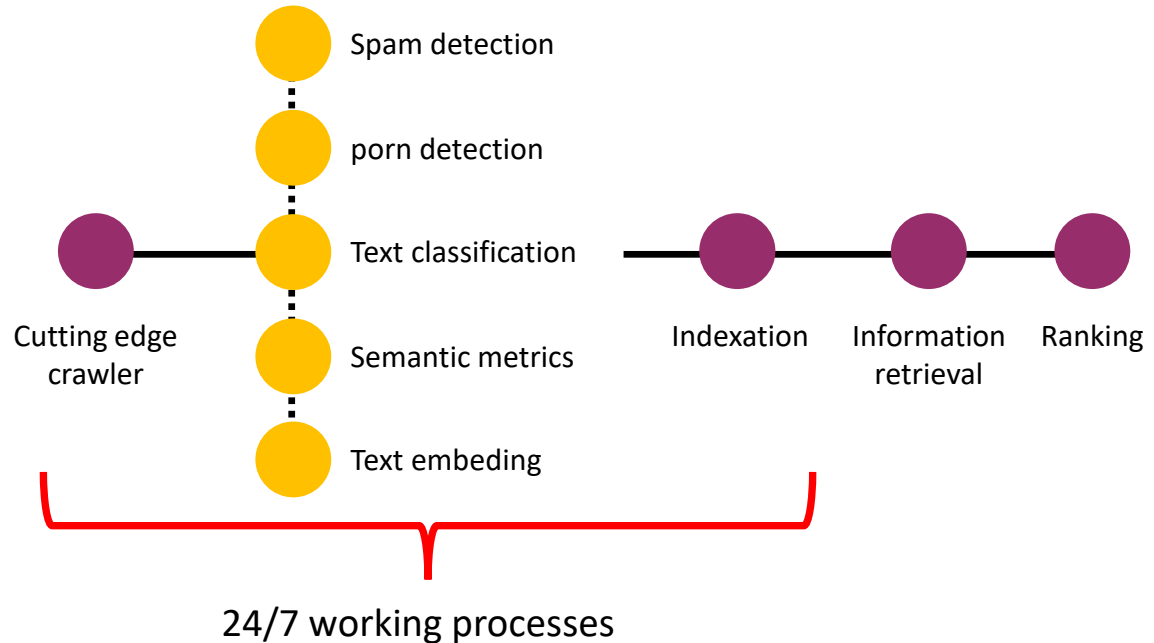 Spam detection
porn detection
Text classification
Semantic metrics
Text embeding
Cutting edge
crawler
Indexation
Information
retrieval
Ranking
24/7 working processes